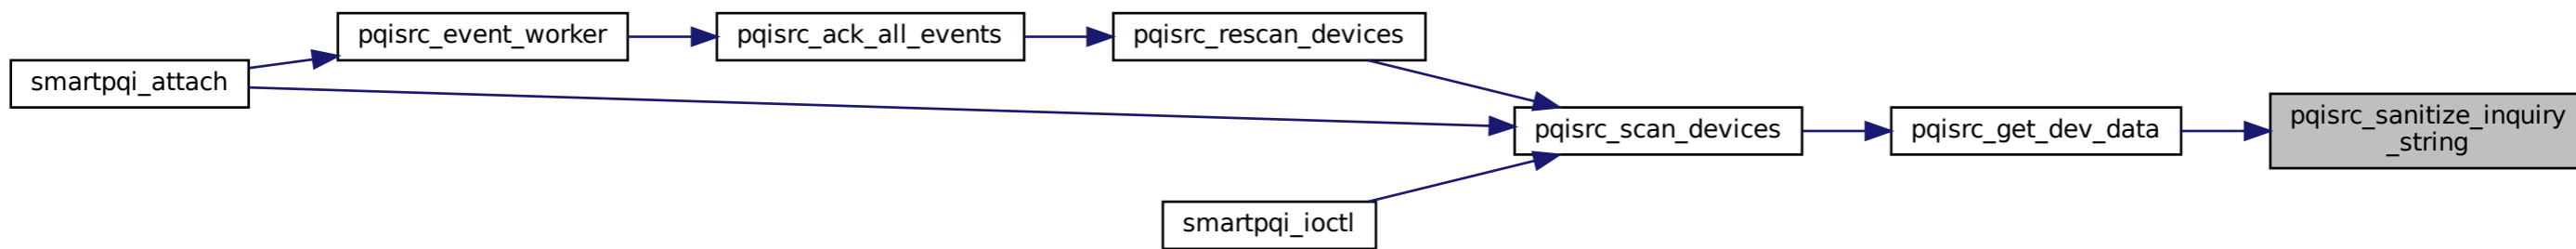 smartpqi_attach
pqisrc_event_worker
pqisrc_ack_all_events
pqisrc_rescan_devices
smartpqi_ioctl
pqisrc_scan_devices
pqisrc_get_dev_data
pqisrc_sanitize_inquiry
_string